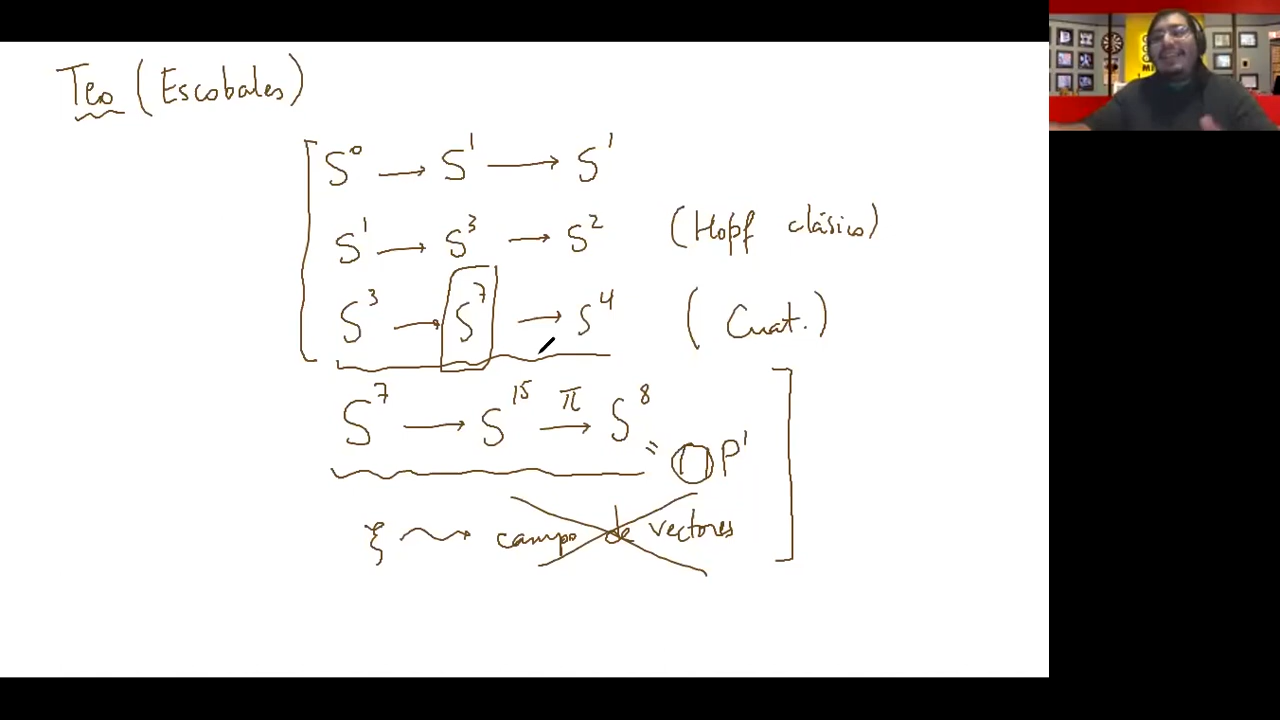 Teo (Escobales)
S⁰ → S¹ → S¹
S¹ → S³ → S² (Hopf clásico)
S³ → S⁷ → S⁴ (Cuat.)
S⁷ → S¹⁵ →^π S⁸ = 𝕆P¹
ξ ⇝ campo de vectores